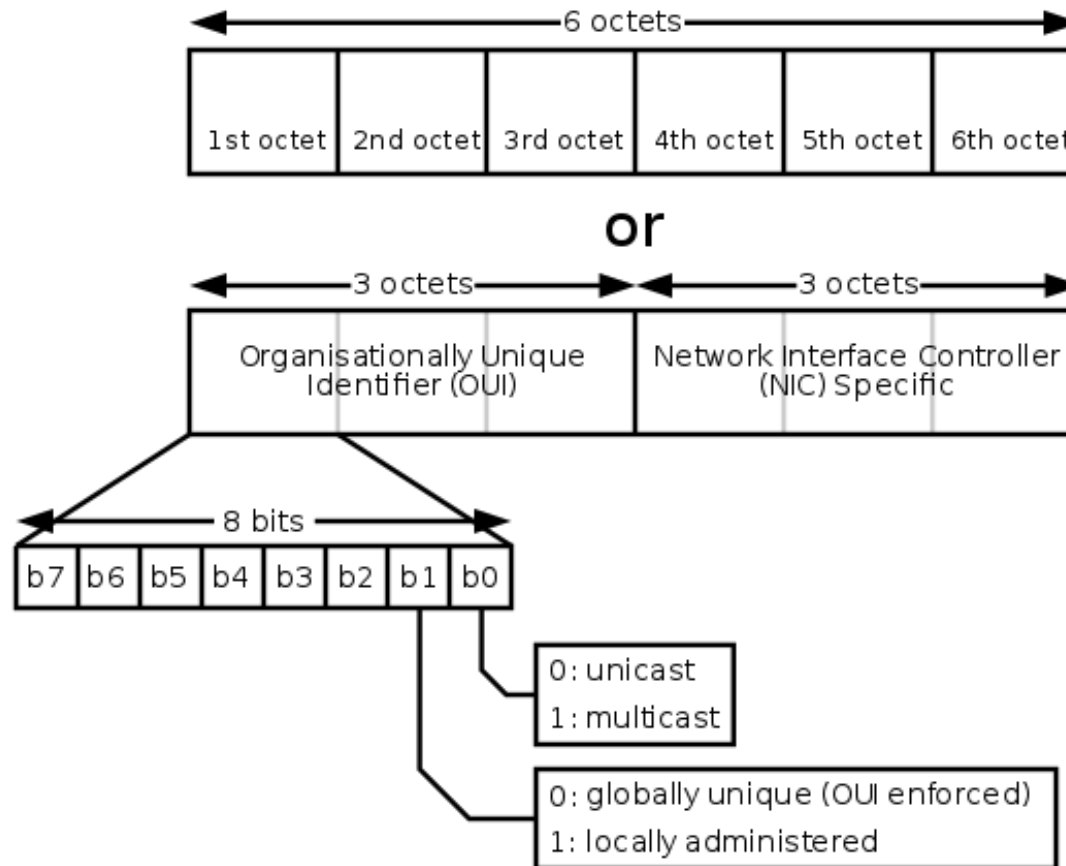 6 octets
1st octet 2nd octet 3rd octet 4th octet 5th octet 6th octet
or
3 octets 3 octets
Organisationally Unique Network Interface Controller
Identifier (OUI) (NIC) Specific
8 bits
b7 b6 b5 b4 b3 b2 b1 b0
0: unicast
1: multicast
0: globally unique (OUI enforced)
1: locally administered